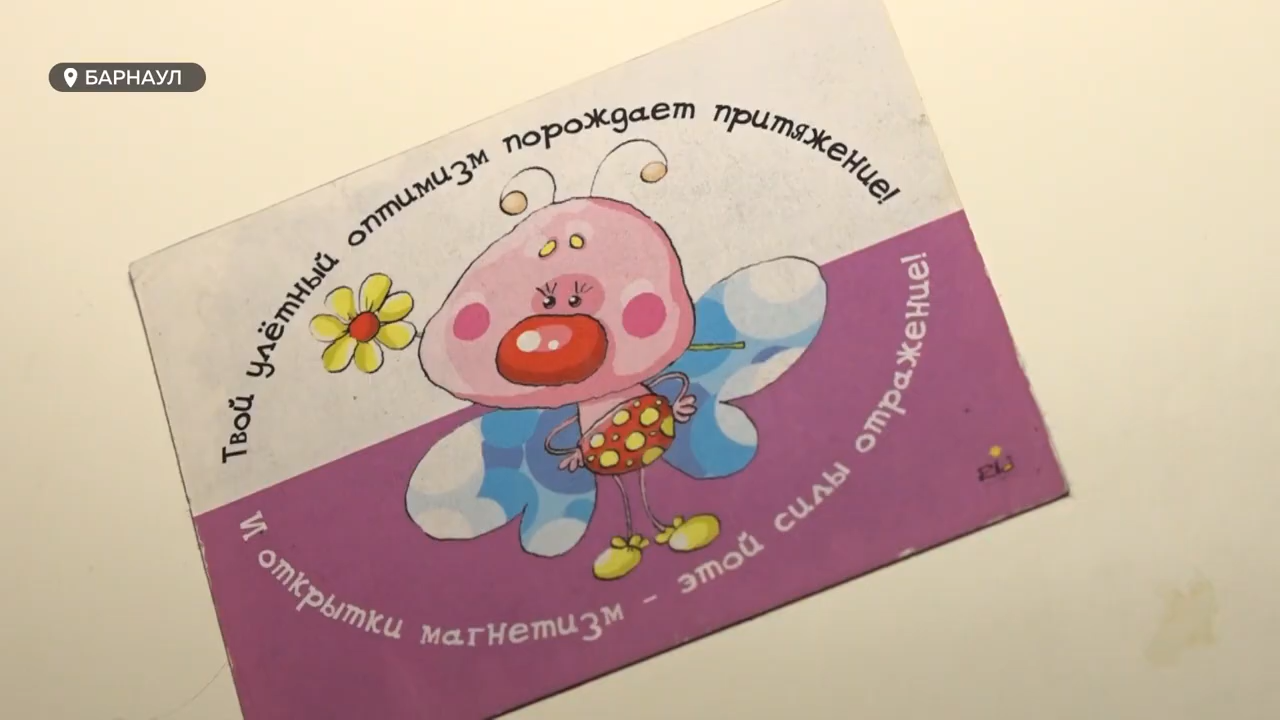 БАРНАУЛ
Твой улётный оптимизм порождает притяжение!
И открытки магнетизм - этой силы отражение!